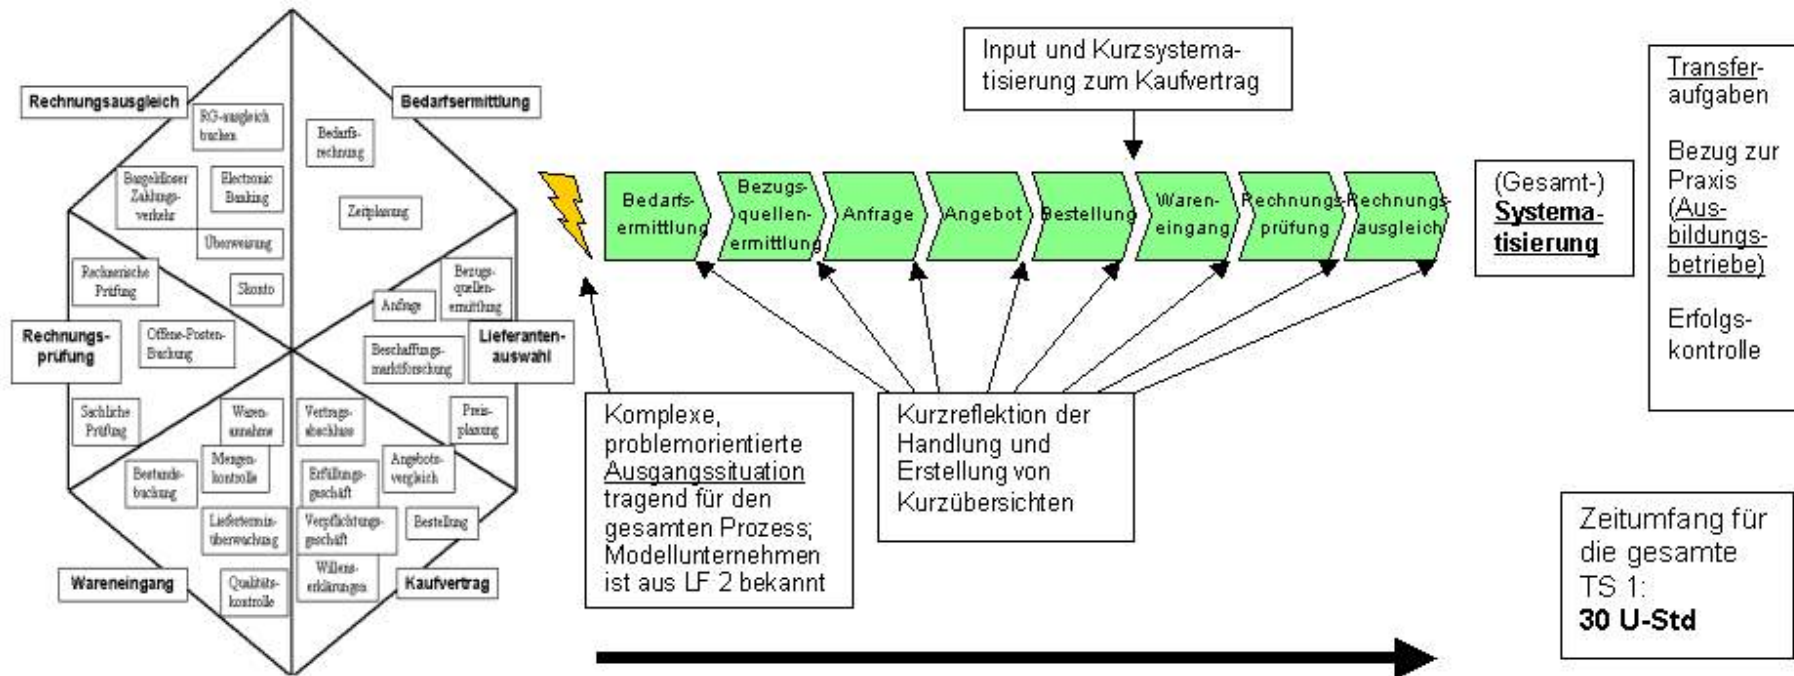 Rechnungsausgleich
Bedarfsermittlung
RG-ausgleich
buchen
Bedarfs-
rechnung
Bargeldloser
Zahlungs-
verkehr
Electronic
Banking
Zeitplanung
Überweisung
Rechnerische
Prüfung
Skonto
Anfrage
Bezugs-
quellen-
ermittlung
Rechnungs-
prüfung
Offene-Posten-
Buchung
Beschaffungs-
marktforschung
Lieferanten-
auswahl
Sachliche
Prüfung
Waren-
annahme
Vertrags-
abschluss
Preis-
planung
Bestands-
buchung
Mengen-
kontrolle
Erfüllungs-
geschäft
Angebots-
vergleich
Liefertermin-
überwachung
Verpflichtungs-
geschäft
Bestellung
Wareneingang
Qualitäts-
kontrolle
Willens-
erklärungen
Kaufvertrag
Input und Kurzsystema-
tisierung zum Kaufvertrag
Bedarfs-
ermittlung
Bezugs-
quellen-
ermittlung
Anfrage
Angebot
Bestellung
Waren-
eingang
Rechnungs-
prüfung
Rechnungs-
ausgleich
(Gesamt-)
Systema-
tisierung
Transfer-
aufgaben
Bezug zur
Praxis
(Aus-
bildungs-
betriebe)
Erfolgs-
kontrolle
Komplexe,
problemorientierte
Ausgangssituation
tragend für den
gesamten Prozess;
Modellunternehmen
ist aus LF 2 bekannt
Kurzreflektion der
Handlung und
Erstellung von
Kurzübersichten
Zeitumfang für
die gesamte
TS 1:
30 U-Std